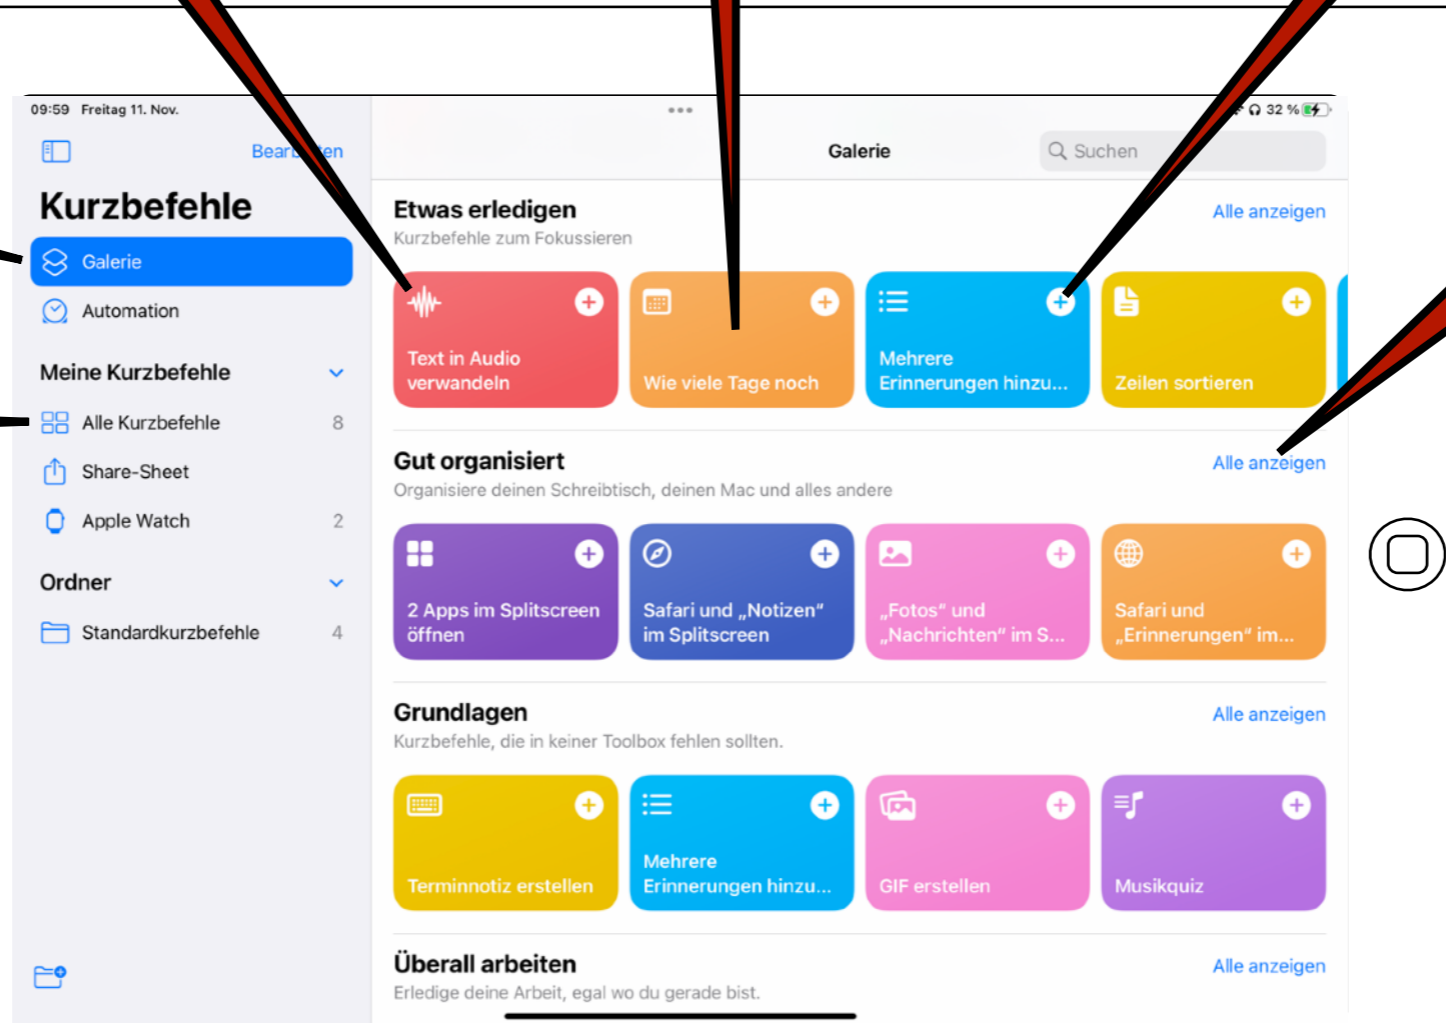 09:59 Freitag 11. Nov.
32 %
Bearbeiten
Galerie
Suchen
Kurzbefehle
Galerie
Automation
Meine Kurzbefehle
Alle Kurzbefehle 8
Share-Sheet
Apple Watch 2
Ordner
Standardkurzbefehle 4
Etwas erledigen
Alle anzeigen
Kurzbefehle zum Fokussieren
Text in Audio
verwandeln
Wie viele Tage noch
Mehrere
Erinnerungen hinzu...
Zeilen sortieren
Gut organisiert
Alle anzeigen
Organisiere deinen Schreibtisch, deinen Mac und alles andere
2 Apps im Splitscreen
öffnen
Safari und „Notizen“
im Splitscreen
„Fotos“ und
„Nachrichten“ im S...
Safari und
„Erinnerungen“ im...
Grundlagen
Alle anzeigen
Kurzbefehle, die in keiner Toolbox fehlen sollten.
Terminnotiz erstellen
Mehrere
Erinnerungen hinzu...
GIF erstellen
Musikquiz
Überall arbeiten
Alle anzeigen
Erledige deine Arbeit, egal wo du gerade bist.